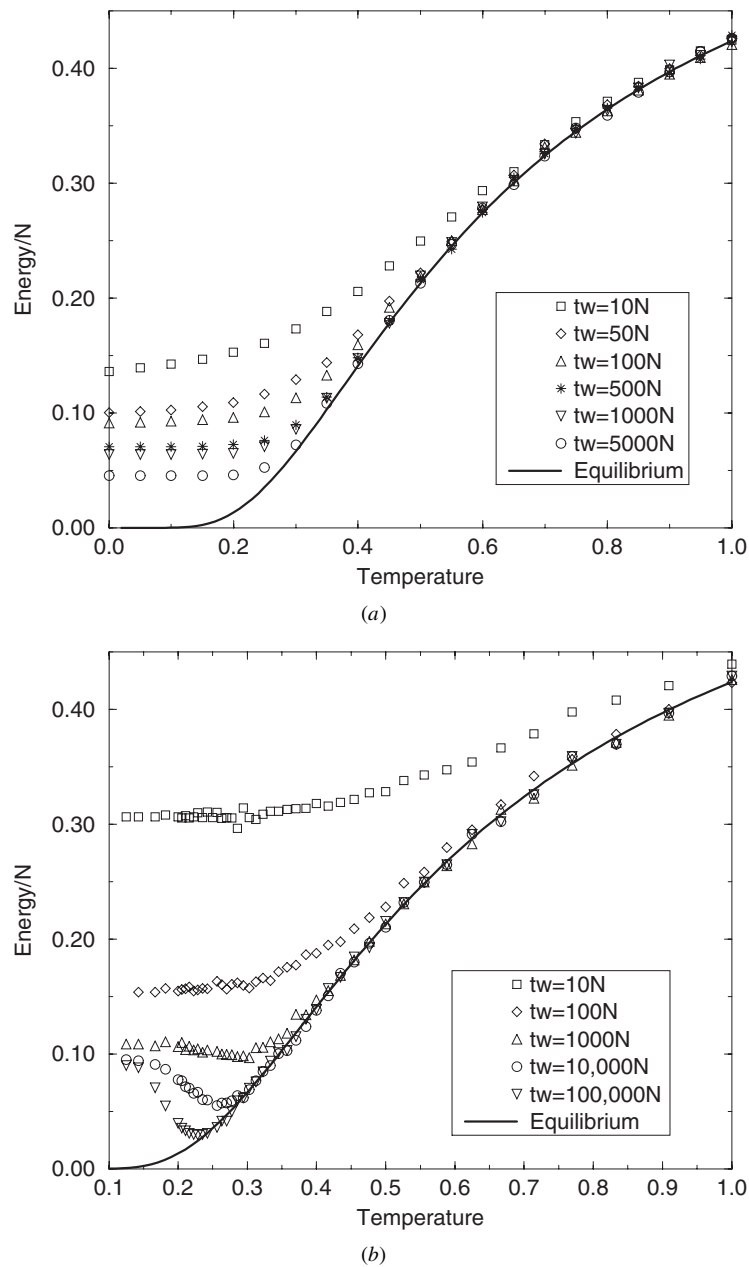 0.40
0.30
0.20
0.10
0.00
Energy/N
tw=10N
tw=50N
tw=100N
tw=500N
tw=1000N
tw=5000N
Equilibrium
0.0 0.2 0.4 0.6 0.8 1.0
Temperature
(a)
0.40
0.30
0.20
0.10
0.00
Energy/N
tw=10N
tw=100N
tw=1000N
tw=10,000N
tw=100,000N
Equilibrium
0.1 0.2 0.3 0.4 0.5 0.6 0.7 0.8 0.9 1.0
Temperature
(b)